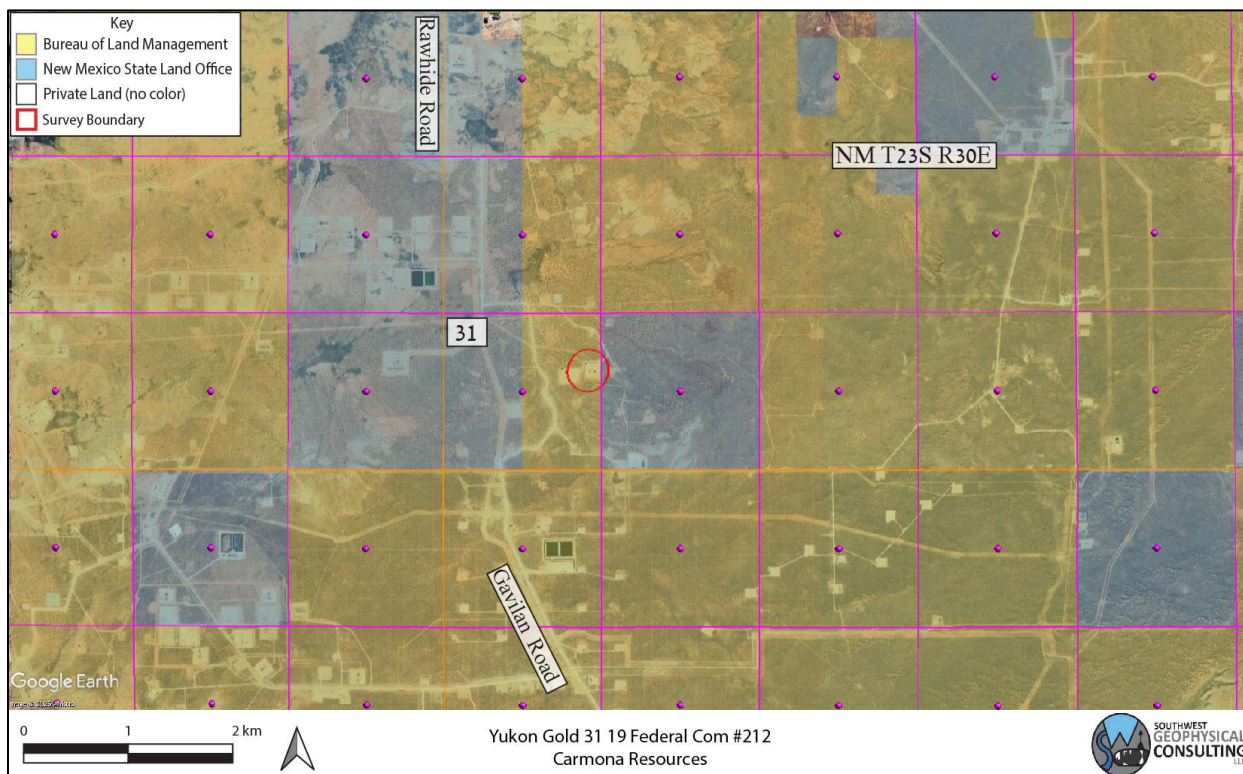 Key
Bureau of Land Management
New Mexico State Land Office
Private Land (no color)
Survey Boundary
Rawhide Road
NM T23S R30E
31
Gavilan Road
Google Earth
0 1 2 km
Yukon Gold 31 19 Federal Com #212
Carmona Resources
SOUTHWEST
GEOPHYSICAL
CONSULTING
LLC